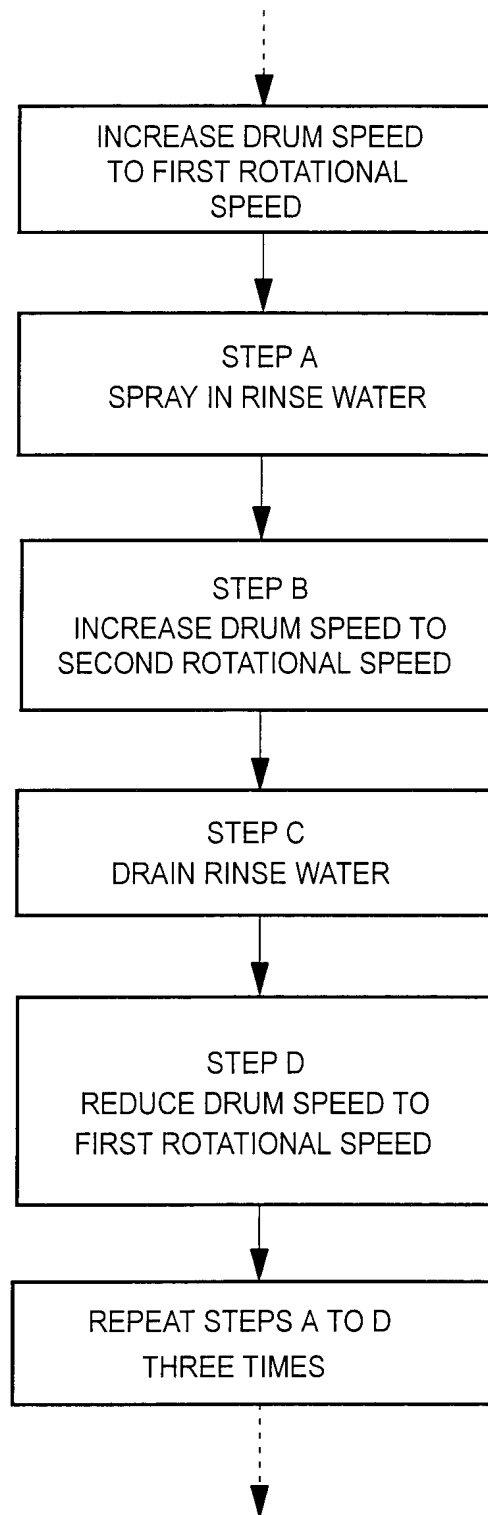 INCREASE DRUM SPEED
TO FIRST ROTATIONAL
SPEED
STEP A
SPRAY IN RINSE WATER
STEP B
INCREASE DRUM SPEED TO
SECOND ROTATIONAL SPEED
STEP C
DRAIN RINSE WATER
STEP D
REDUCE DRUM SPEED TO
FIRST ROTATIONAL SPEED
REPEAT STEPS A TO D
THREE TIMES